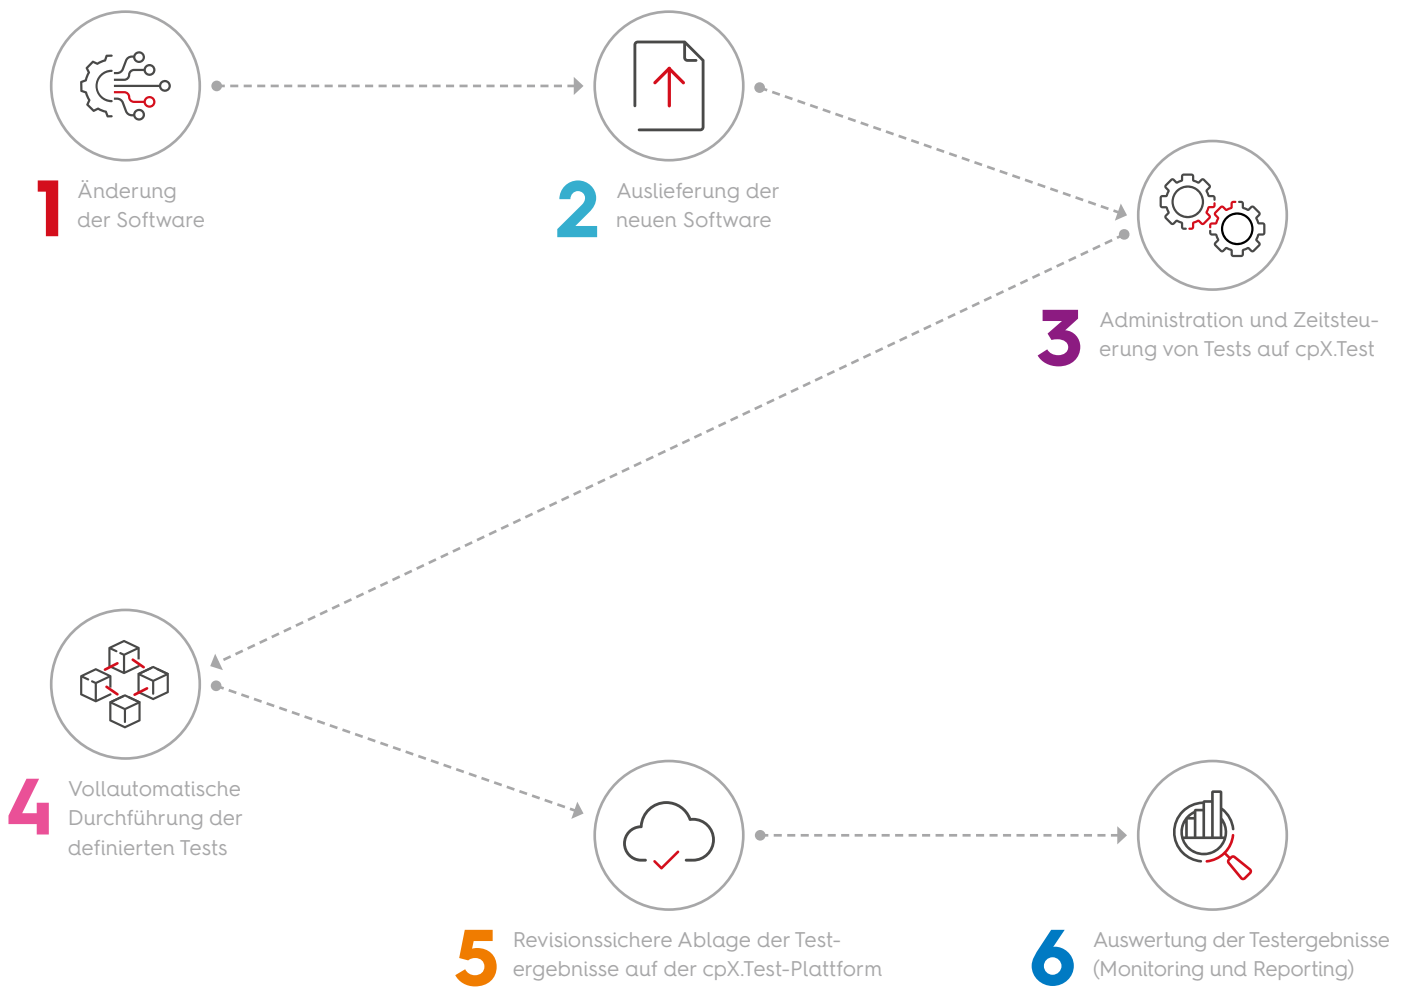 1 Änderung
der Software
2 Auslieferung der
neuen Software
3 Administration und Zeitsteu-
erung von Tests auf cpX.Test
4 Vollautomatische
Durchführung der
definierten Tests
5 Revisionssichere Ablage der Test-
ergebnisse auf der cpX.Test-Plattform
6 Auswertung der Testergebnisse
(Monitoring und Reporting)